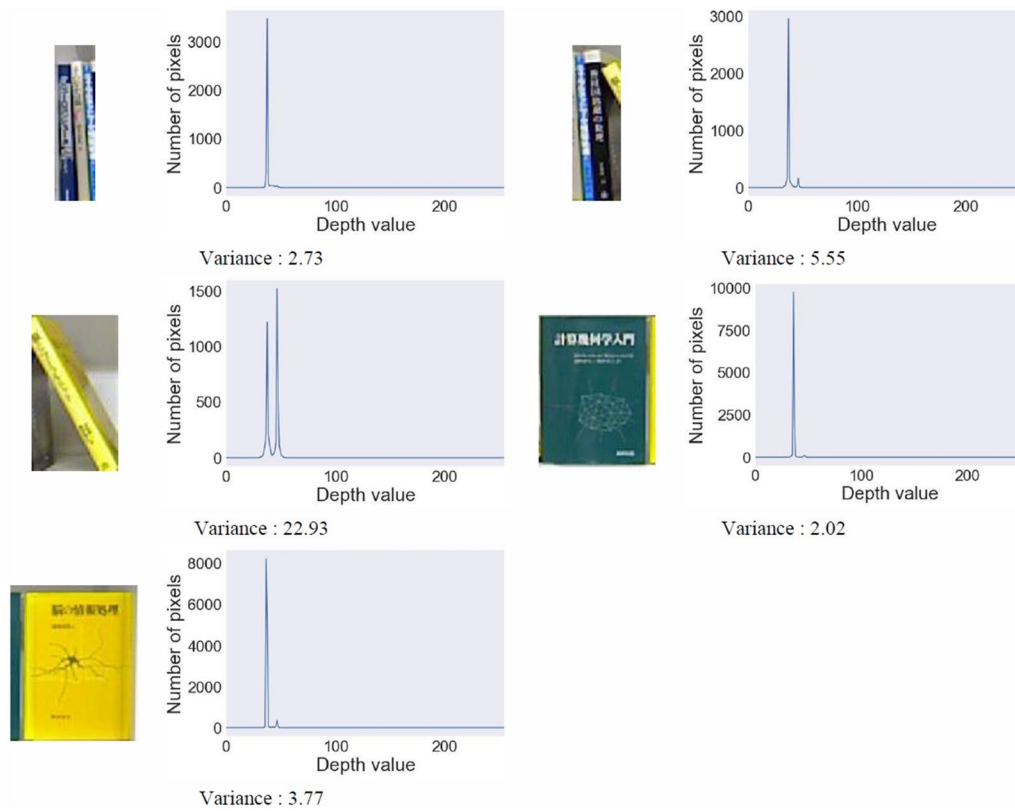 3000
2000
1000
0
Number of pixels
0
100
200
Depth value
Variance : 2.73
3000
2000
1000
0
Number of pixels
0
100
200
Depth value
Variance : 5.55
1500
1000
500
0
Number of pixels
0
100
200
Depth value
Variance : 22.93
計算幾何学入門
10000
7500
5000
2500
0
Number of pixels
0
100
200
Depth value
Variance : 2.02
脳の情報処理
8000
6000
4000
2000
0
Number of pixels
0
100
200
Depth value
Variance : 3.77